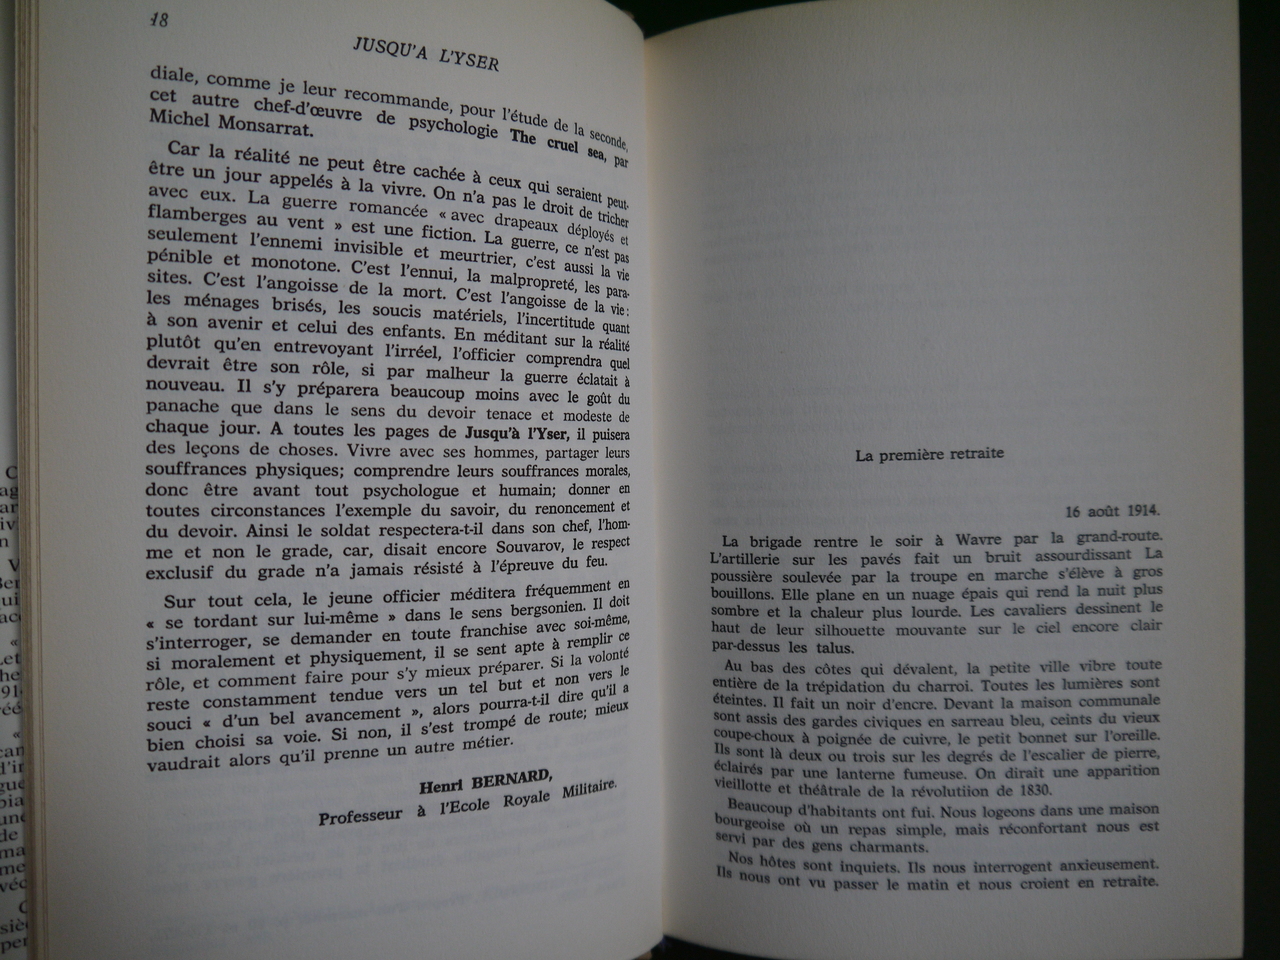 18
JUSQU'A L'YSER
diale, comme je leur recommande, pour l'étude de la seconde,
cet autre chef-d'œuvre de psychologie The cruel sea, par
Michel Monsarrat.
Car la réalité ne peut être cachée à ceux qui seraient peut-
être un jour appelés à la vivre. On n'a pas le droit de tricher
avec eux. La guerre romancée « avec drapeaux déployés et
flamberges au vent » est une fiction. La guerre, ce n'est pas
seulement l'ennemi invisible et meurtrier, c'est aussi la vie
pénible et monotone. C'est l'ennui, la malpropreté, les para-
sites. C'est l'angoisse de la mort. C'est l'angoisse de la vie:
les ménages brisés, les soucis matériels, l'incertitude quant
à son avenir et celui des enfants. En méditant sur la réalité
plutôt qu'en entrevoyant l'irréel, l'officier comprendra quel
devrait être son rôle, si par malheur la guerre éclatait à
nouveau. Il s'y préparera beaucoup moins avec le goût du
panache que dans le sens du devoir tenace et modeste de
chaque jour. A toutes les pages de Jusqu'à l'Yser, il puisera
des leçons de choses. Vivre avec ses hommes, partager leurs
souffrances physiques; comprendre leurs souffrances morales,
donc être avant tout psychologue et humain; donner en
toutes circonstances l'exemple du savoir, du renoncement et
du devoir. Ainsi le soldat respectera-t-il dans son chef, l'hom-
me et non le grade, car, disait encore Souvarov, le respect
exclusif du grade n'a jamais résisté à l'épreuve du feu.
Sur tout cela, le jeune officier méditera fréquemment en
« se tordant sur lui-même » dans le sens bergsonien. Il doit
s'interroger, se demander en toute franchise avec soi-même,
si moralement et physiquement, il se sent apte à remplir ce
rôle, et comment faire pour s'y mieux préparer. Si la volonté
reste constamment tendue vers un tel but et non vers le
souci « d'un bel avancement », alors pourra-t-il dire qu'il a
bien choisi sa voie. Si non, il s'est trompé de route; mieux
vaudrait alors qu'il prenne un autre métier.
Henri BERNARD,
Professeur à l'Ecole Royale Militaire.
La première retraite
16 août 1914.
La brigade rentre le soir à Wavre par la grand-route.
L'artillerie sur les pavés fait un bruit assourdissant La
poussière soulevée par la troupe en marche s'élève à gros
bouillons. Elle plane en un nuage épais qui rend la nuit plus
sombre et la chaleur plus lourde. Les cavaliers dessinent le
haut de leur silhouette mouvante sur le ciel encore clair
par-dessus les talus.
Au bas des côtes qui dévalent, la petite ville vibre toute
entière de la trépidation du charroi. Toutes les lumières sont
éteintes. Il fait un noir d'encre. Devant la maison communale
sont assis des gardes civiques en sarreau bleu, ceints du vieux
coupe-choux à poignée de cuivre, le petit bonnet sur l'oreille.
Ils sont là deux ou trois sur les degrés de l'escalier de pierre,
éclairés par une lanterne fumeuse. On dirait une apparition
vieillotte et théâtrale de la révolutiion de 1830.
Beaucoup d'habitants ont fui. Nous logeons dans une maison
bourgeoise où un repas simple, mais réconfortant nous est
servi par des gens charmants.
Nos hôtes sont inquiets. Ils nous interrogent anxieusement.
Ils nous ont vu passer le matin et nous croient en retraite.